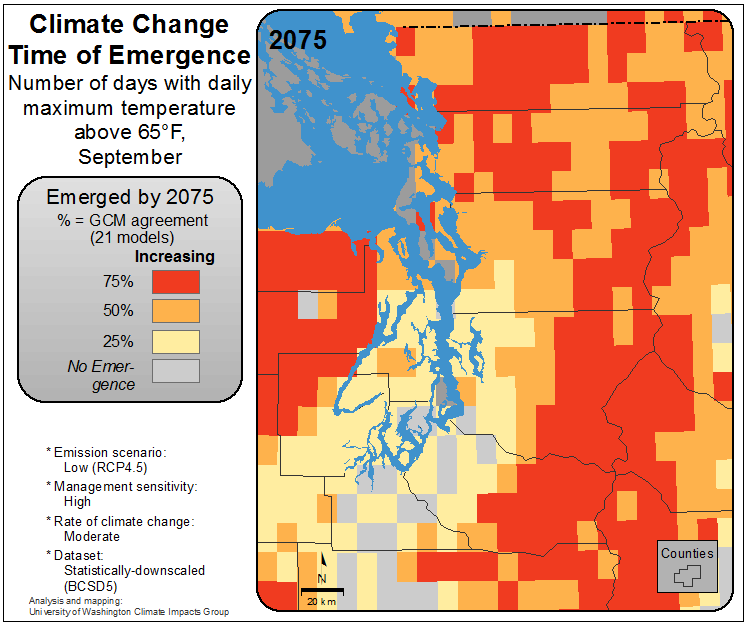 Climate Change
Time of Emergence
Number of days with daily
maximum temperature
above 65°F,
September
Emerged by 2075
% = GCM agreement
(21 models)
Increasing
75%
50%
25%
No Emer-
gence
* Emission scenario:
Low (RCP4.5)
* Management sensitivity:
High
* Rate of climate change:
Moderate
* Dataset:
Statistically-downscaled
(BCSD5)
Analysis and mapping:
University of Washington Climate Impacts Group
2075
N
20 km
Counties